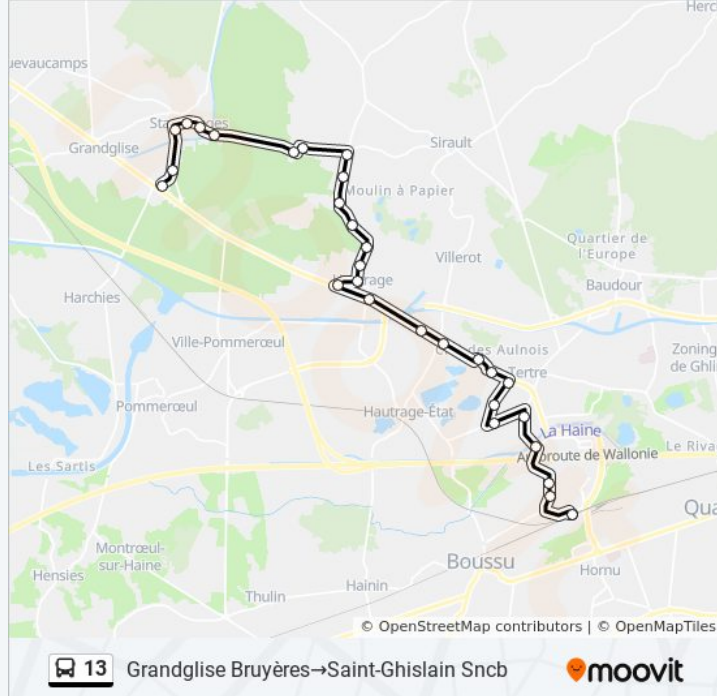 Herc
uevaucamps
Grandglise
Sirault
Moulin à Papier
Quartier de
l'Europe
Villerot
Baudour
Harchies
Ville-Pommerœul
Zoning
de Ghli
Tertre
Pommerœul
Hautrage-État
La Haine
Le Riva
Autoroute de Wallonie
Les Sartis
Qua
Montrœul-
sur-Haine
Boussu
Hensies
Hainin
Hornu
Thulin
© OpenStreetMap contributors | © OpenMapTiles
13 Grandglise Bruyères→Saint-Ghislain Sncb moovit